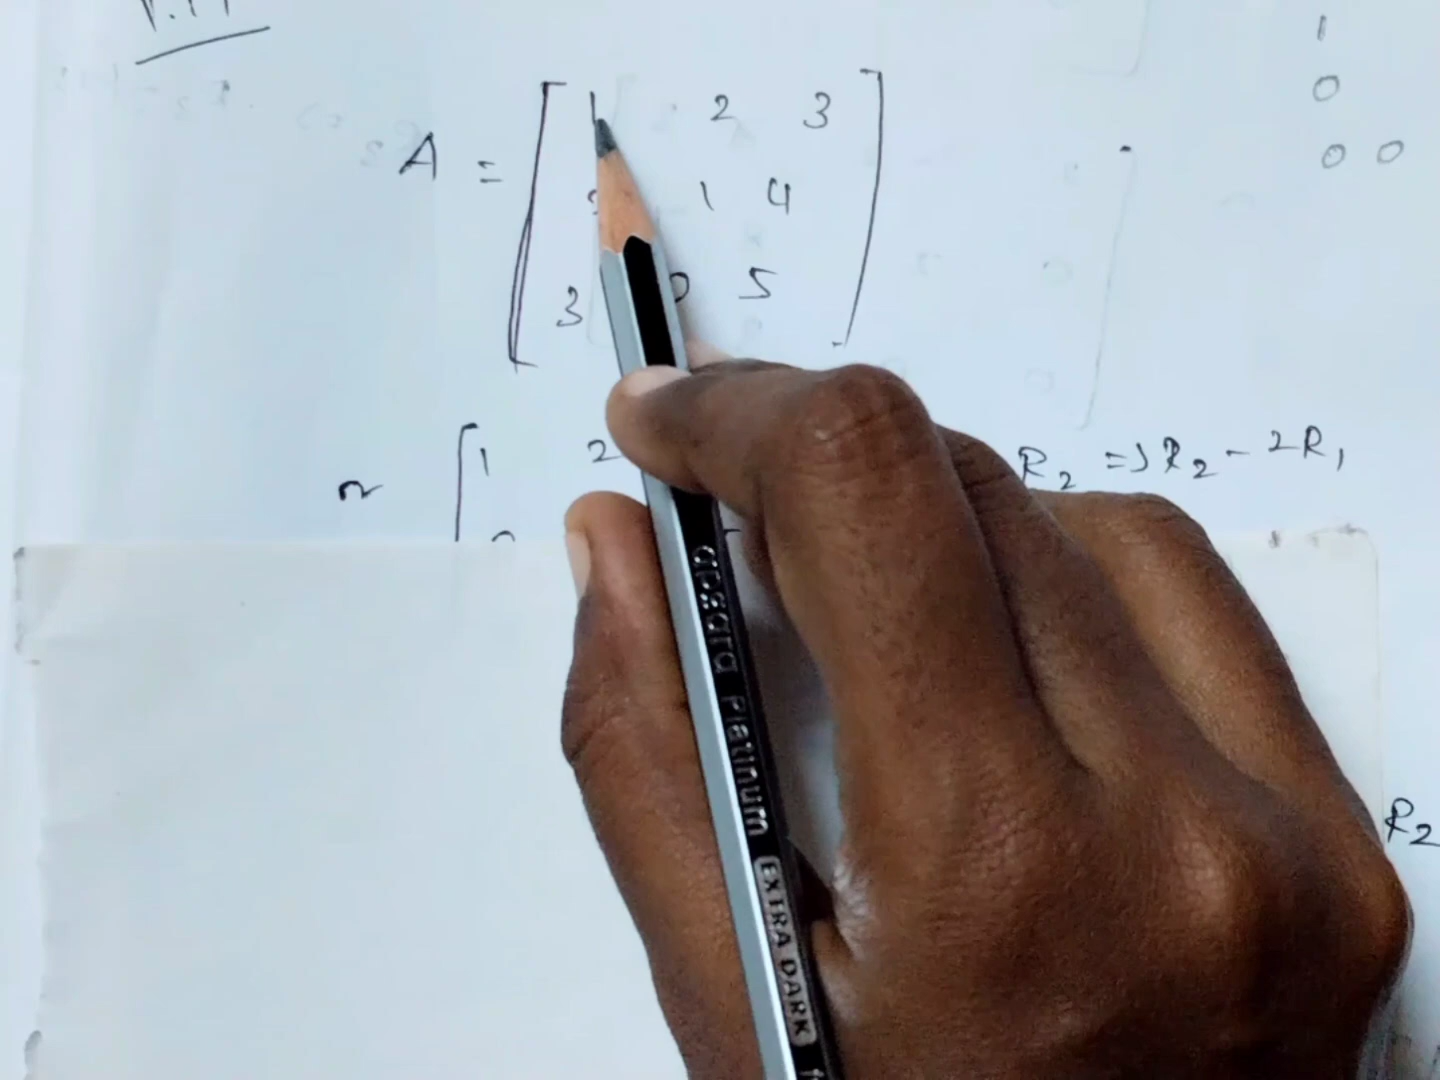 1
0
0 0
A = [ 1 2 3 ]
1 4
3 0 5
~ [ 1 2 R2 => R2 - 2R1
R2
apsara Platinum EXTRA DARK